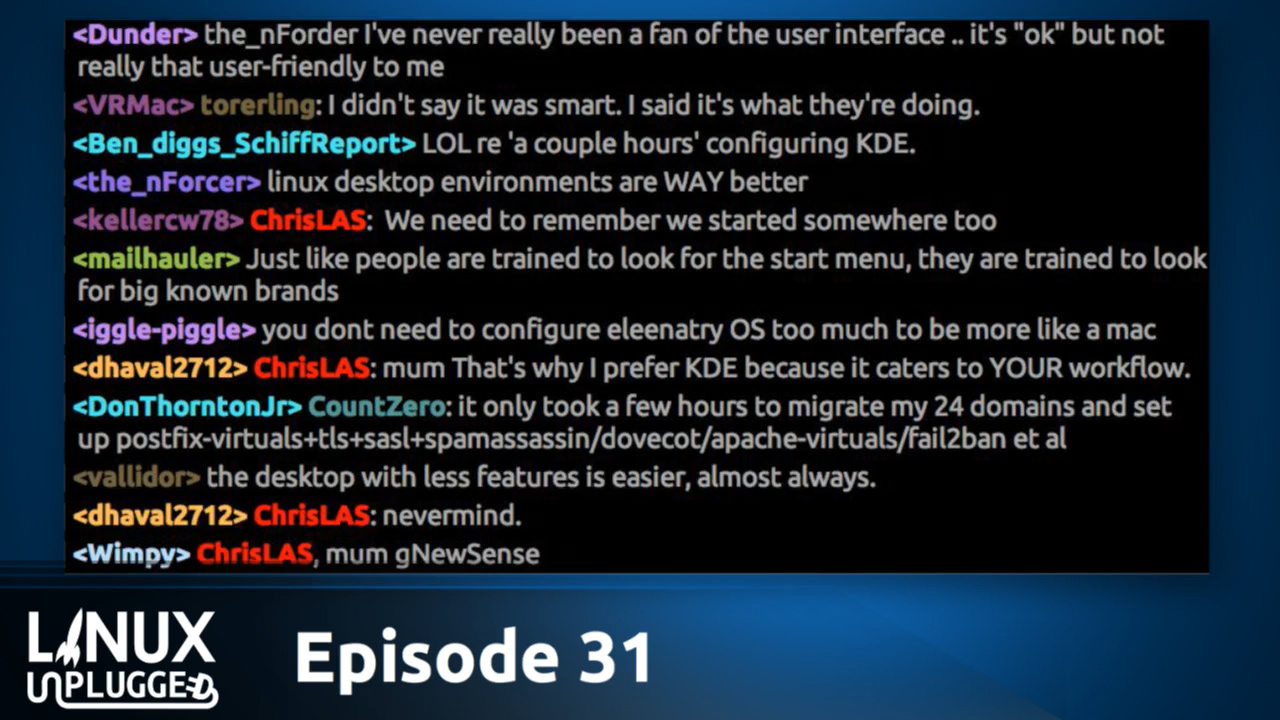 <Dunder> the_nForder I've never really been a fan of the user interface .. it's "ok" but not
really that user-friendly to me
<VRMac> torerling: I didn't say it was smart. I said it's what they're doing.
<Ben_diggs_SchiffReport> LOL re 'a couple hours' configuring KDE.
<the_nForcer> linux desktop environments are WAY better
<kellercw78> ChrisLAS:  We need to remember we started somewhere too
<mailhauler> Just like people are trained to look for the start menu, they are trained to look
for big known brands
<iggle-piggle> you dont need to configure eleenatry OS too much to be more like a mac
<dhaval2712> ChrisLAS: mum That's why I prefer KDE because it caters to YOUR workflow.
<DonThorntonJr> CountZero: it only took a few hours to migrate my 24 domains and set
up postfix-virtuals+tls+sasl+spamassassin/dovecot/apache-virtuals/fail2ban et al
<vallidor> the desktop with less features is easier, almost always.
<dhaval2712> ChrisLAS: nevermind.
<Wimpy> ChrisLAS, mum gNewSense
LINUX
UNPLUGGED
Episode 31